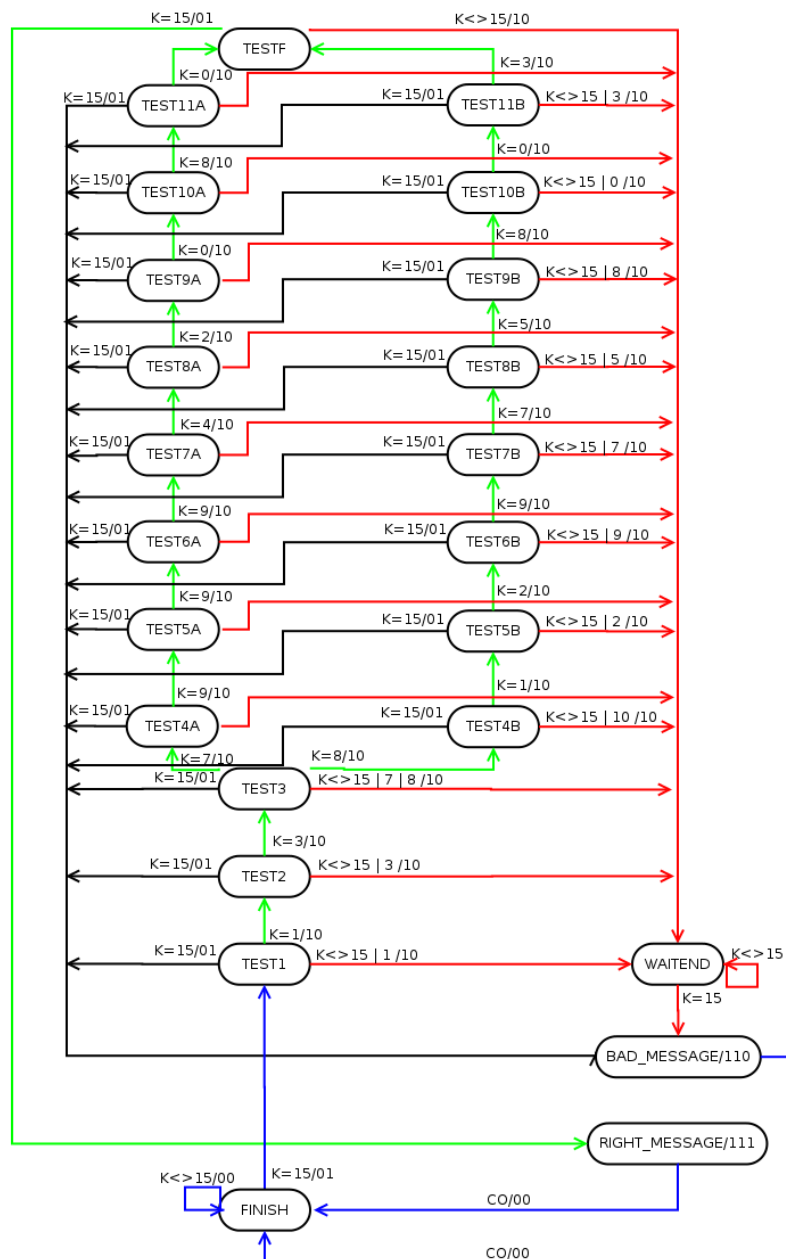 K=15/01
K<>15/10
TESTF
K=3/10
K=0/10
K=15/01
TEST11A
K=15/01
TEST11B
K<>15 | 3 /10
K=0/10
K=8/10
K=15/01
TEST10A
K=15/01
TEST10B
K<>15 | 0 /10
K=8/10
K=0/10
K=15/01
TEST9A
K=15/01
TEST9B
K<>15 | 8 /10
K=5/10
K=2/10
K=15/01
TEST8A
K=15/01
TEST8B
K<>15 | 5 /10
K=7/10
K=4/10
K=15/01
TEST7A
K=15/01
TEST7B
K<>15 | 7 /10
K=9/10
K=9/10
K=15/01
TEST6A
K=15/01
TEST6B
K<>15 | 9 /10
K=2/10
K=9/10
K=15/01
TEST5A
K=15/01
TEST5B
K<>15 | 2 /10
K=1/10
K=9/10
K=15/01
TEST4A
K=15/01
TEST4B
K<>15 | 10 /10
K=7/10
K=8/10
K=15/01
TEST3
K<>15 | 7 | 8 /10
K=3/10
K=15/01
TEST2
K<>15 | 3 /10
K=1/10
K=15/01
TEST1
K<>15 | 1 /10
WAITEND
K<>15
K=15
BAD_MESSAGE/110
RIGHT_MESSAGE/111
K<>15/00
K=15/01
FINISH
CO/00
CO/00